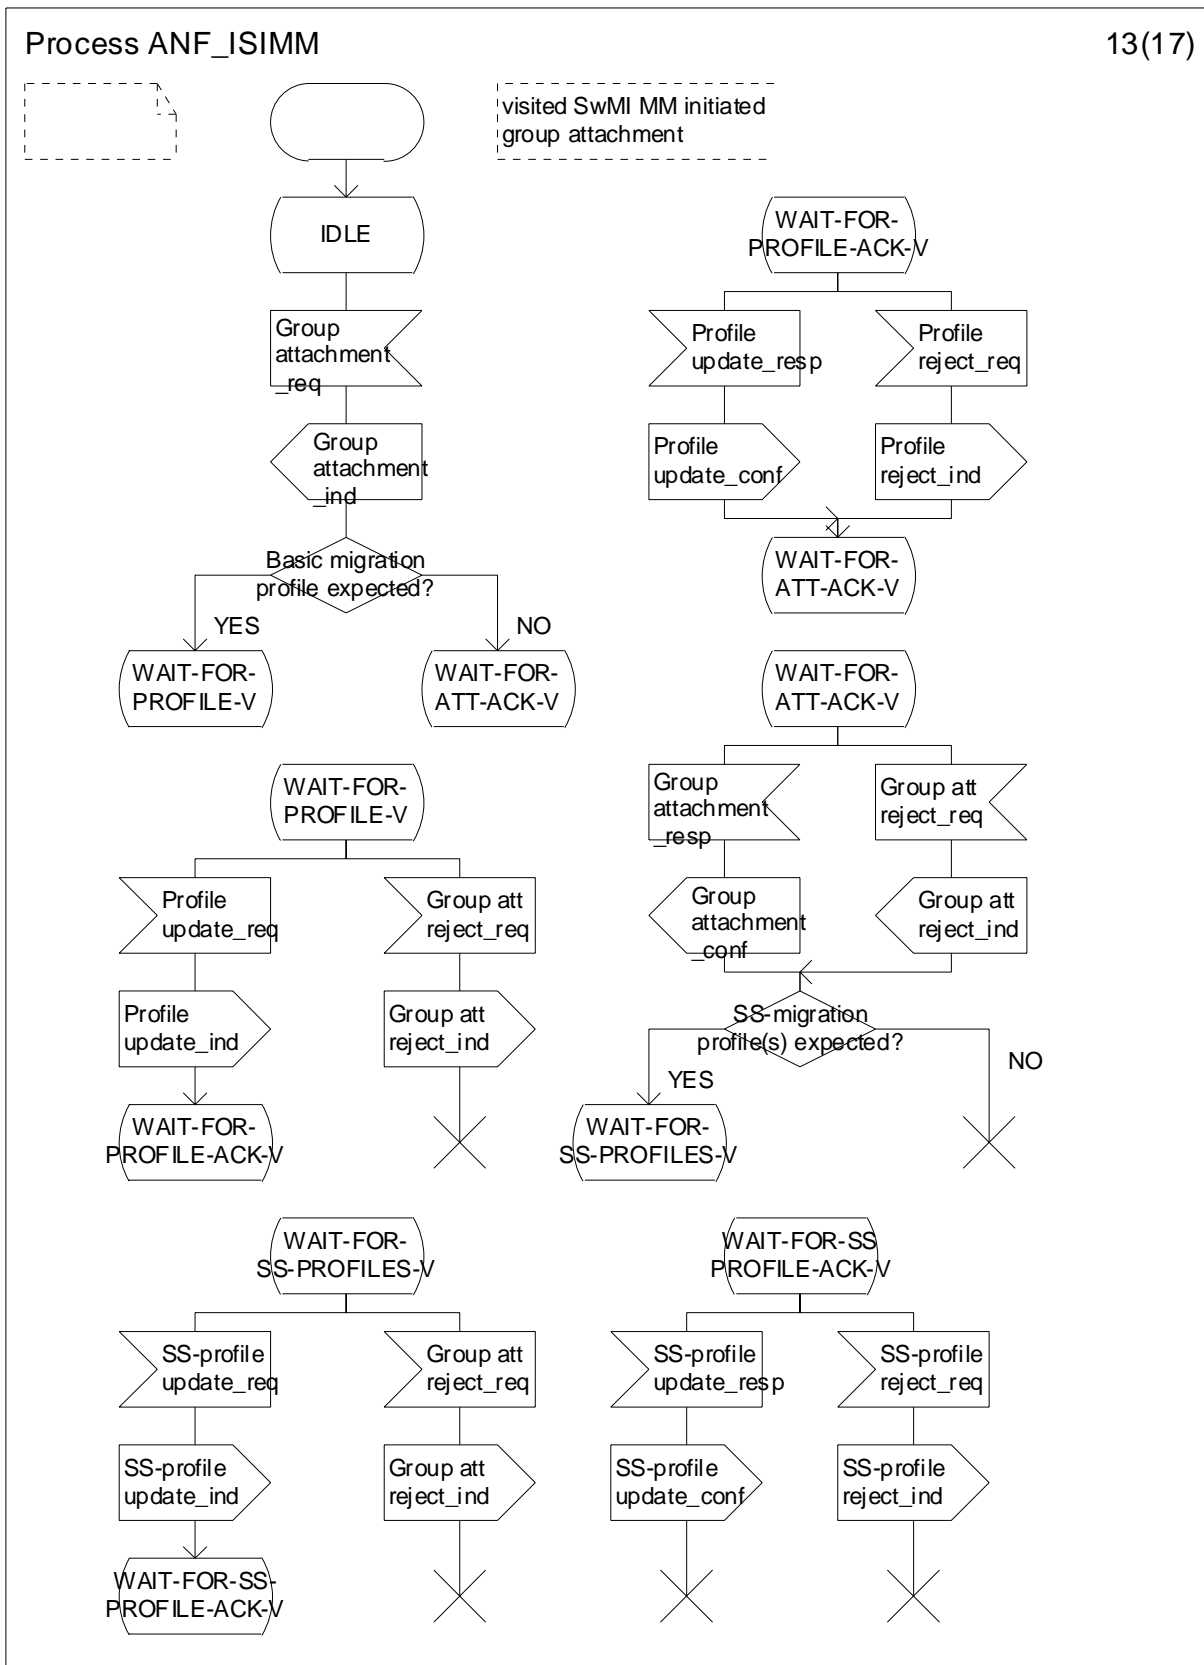 Process ANF_ISIMM
13(17)
visited SwMI MM initiated
group attachment
IDLE
Group
attachment
_req
Group
attachment
_ind
Basic migration
profile expected?
YES
NO
WAIT-FOR-
PROFILE-V
WAIT-FOR-
ATT-ACK-V
WAIT-FOR-
PROFILE-ACK-V
Profile
update_resp
Profile
reject_req
Profile
update_conf
Profile
reject_ind
WAIT-FOR-
ATT-ACK-V
WAIT-FOR-
PROFILE-V
Profile
update_req
Group att
reject_req
Profile
update_ind
Group att
reject_ind
WAIT-FOR-
PROFILE-ACK-V
WAIT-FOR-
ATT-ACK-V
Group
attachment
_resp
Group att
reject_req
Group
attachment
_conf
Group att
reject_ind
SS-migration
profile(s) expected?
YES
NO
WAIT-FOR-
SS-PROFILES-V
WAIT-FOR-
SS-PROFILES-V
SS-profile
update_req
Group att
reject_req
SS-profile
update_ind
Group att
reject_ind
WAIT-FOR-SS-
PROFILE-ACK-V
WAIT-FOR-SS
PROFILE-ACK-V
SS-profile
update_resp
SS-profile
reject_req
SS-profile
update_conf
SS-profile
reject_ind